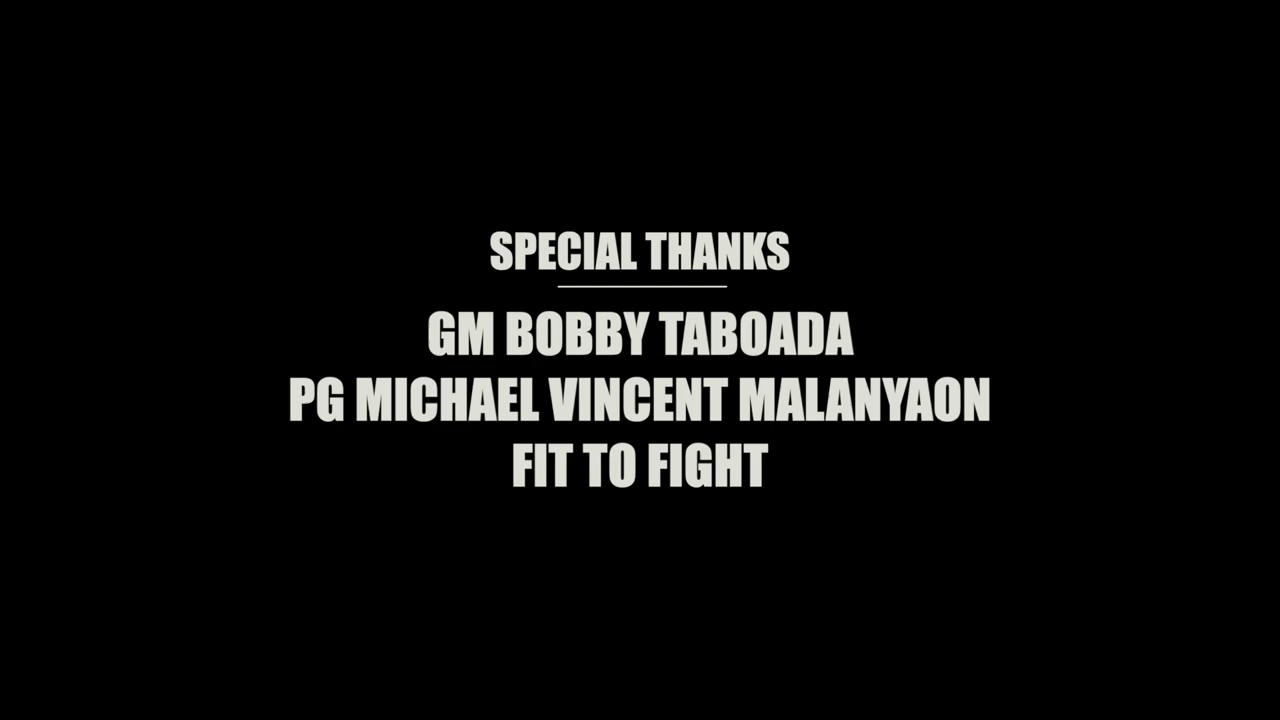 SPECIAL THANKS
GM BOBBY TABOADA
PG MICHAEL VINCENT MALANYAON
FIT TO FIGHT